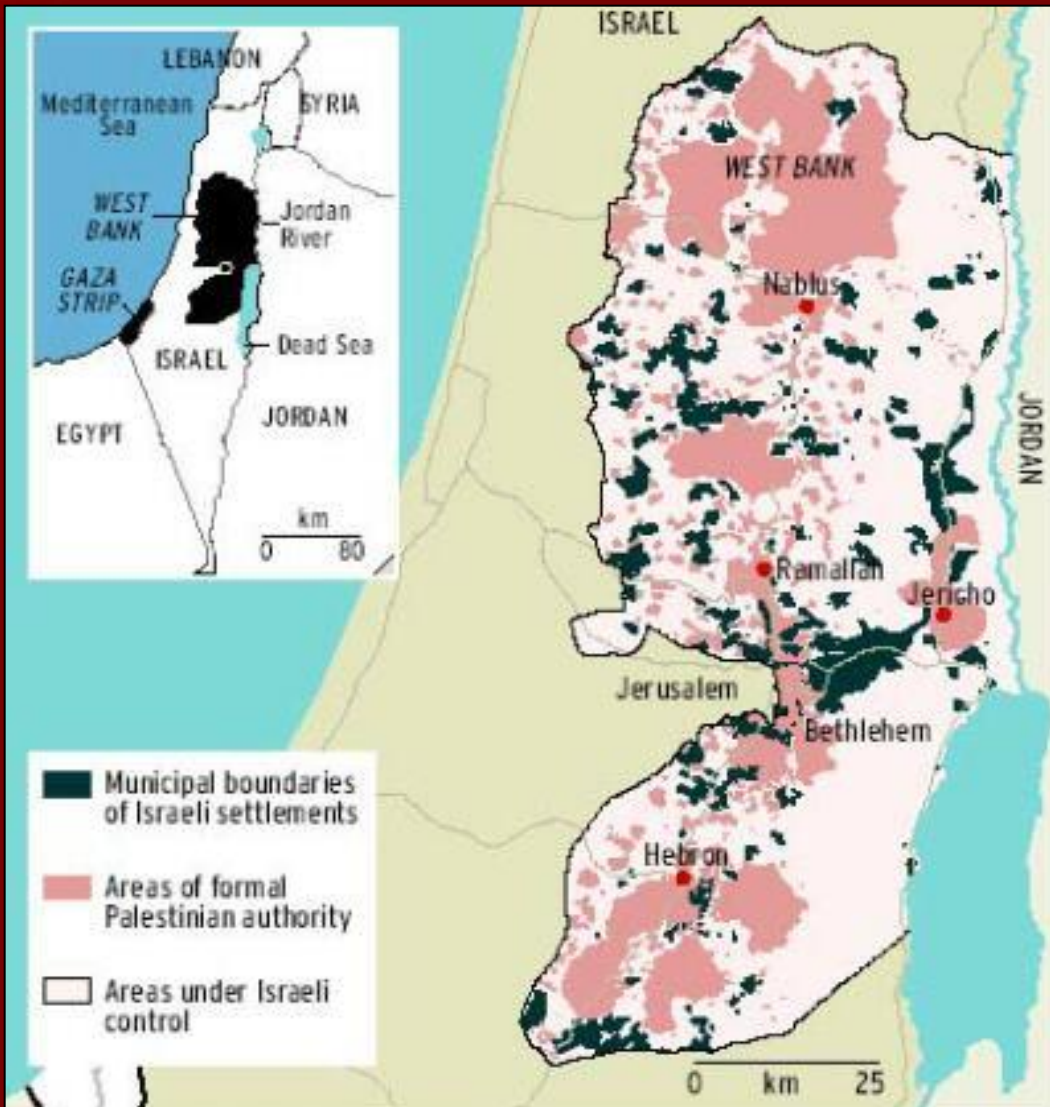 ISRAEL
LEBANON
Mediterranean
Sea
SYRIA
WEST
BANK
Jordan
River
GAZA
STRIP
ISRAEL
Dead Sea
EGYPT
JORDAN
km
0 80
WEST BANK
Nablus
JORDAN
Ramallah
Jericho
Jerusalem
Bethlehem
Hebron
Municipal boundaries
of Israeli settlements
Areas of formal
Palestinian authority
Areas under Israeli
control
0 km 25